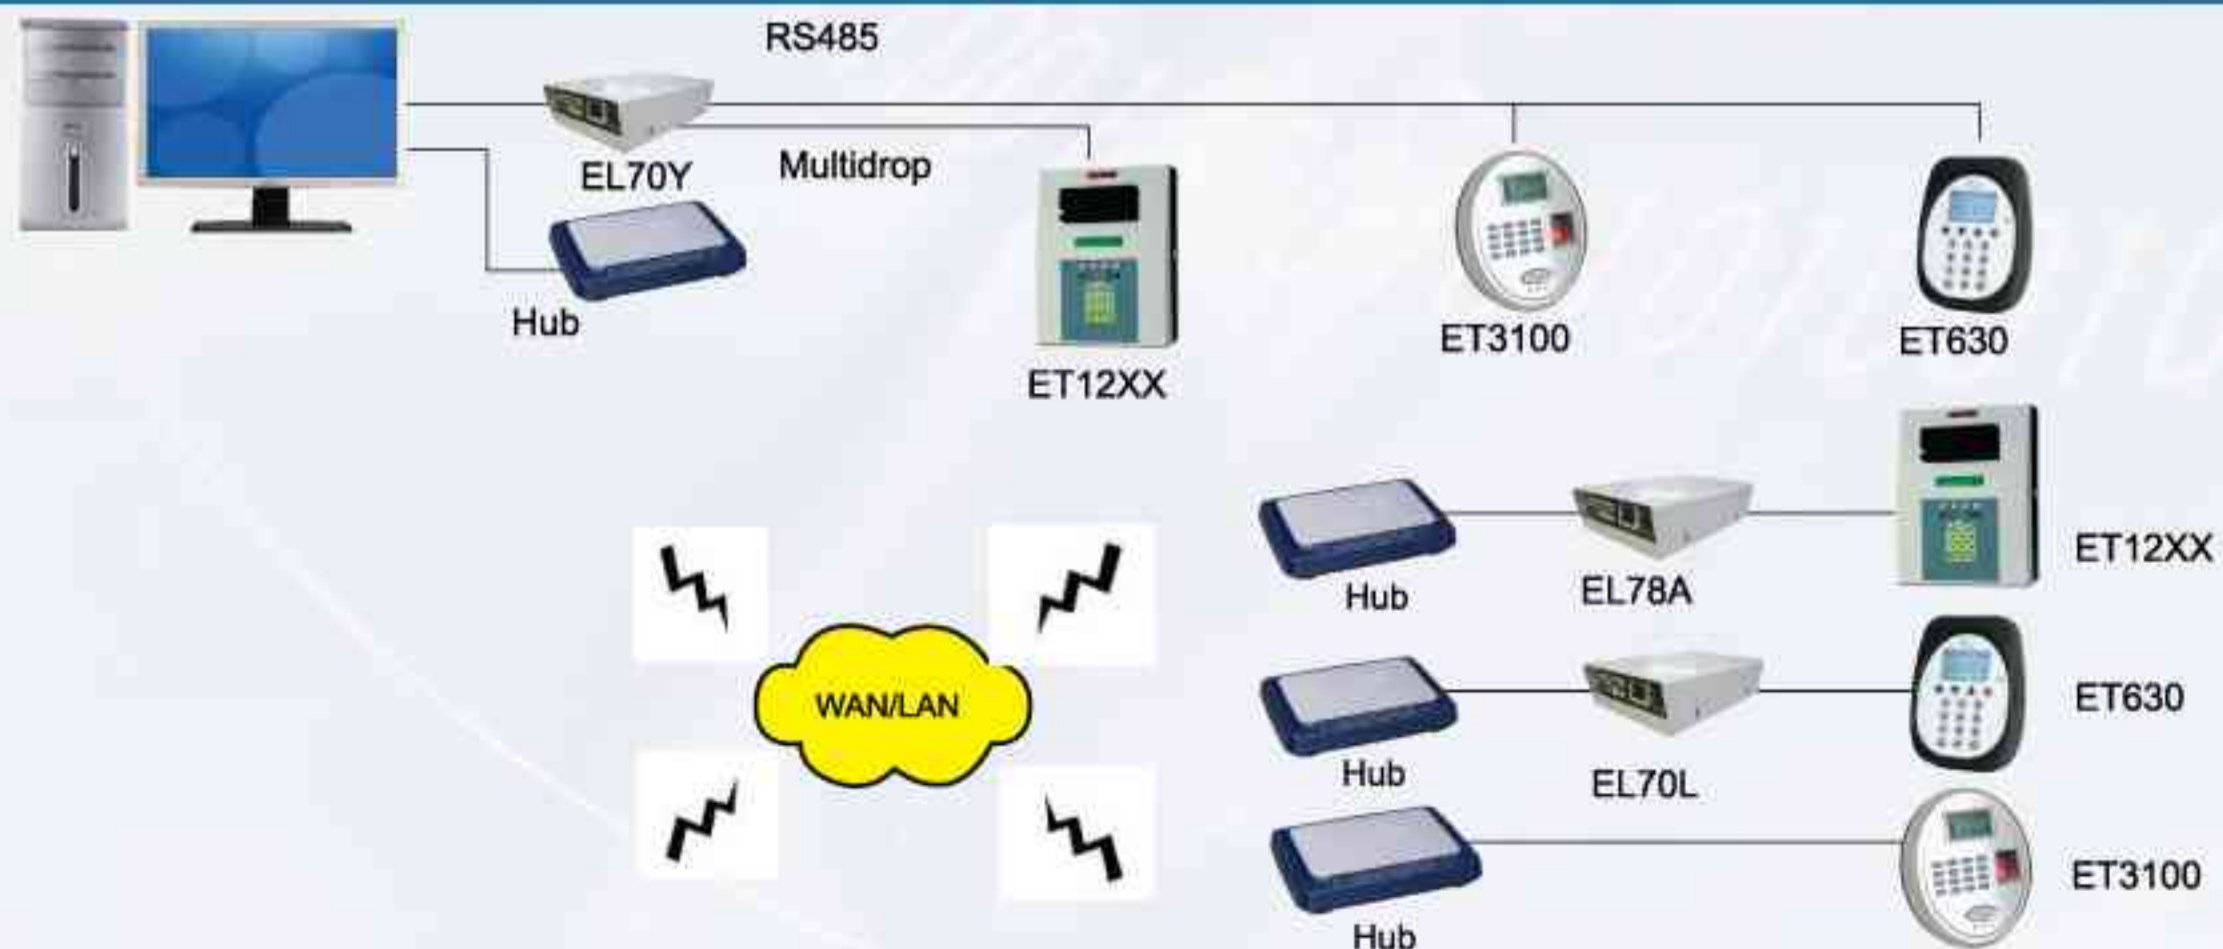 RS485
EL70Y
Multidrop
Hub
ET12XX
ET3100
ET630
Hub
EL78A
ET12XX
WAN/LAN
Hub
EL70L
ET630
Hub
ET3100